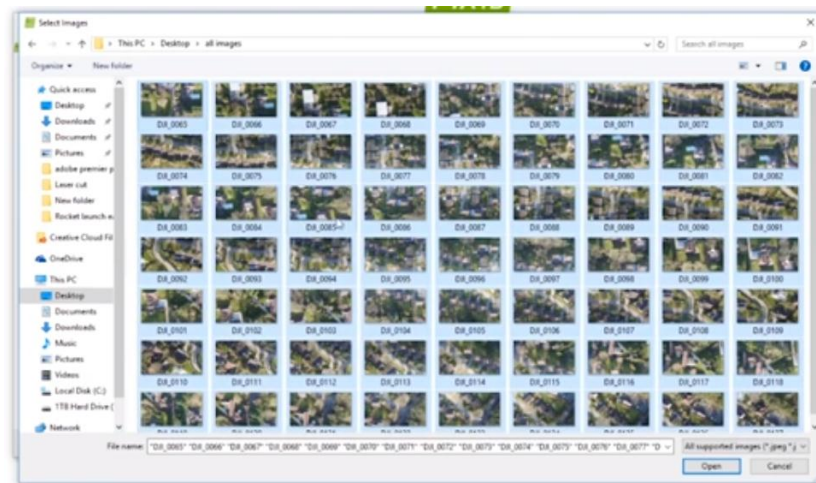 Select Images
This PC > Desktop > all images
Search all images
Organize
New folder
Quick access
Desktop
Downloads
Documents
Pictures
adobe premier p
Laser cut
New folder
Rocket launch e
Creative Cloud Fil
OneDrive
This PC
Desktop
Documents
Downloads
Music
Pictures
Videos
Local Disk (C:)
1TB Hard Drive (
Network
DJI_0065 DJI_0066 DJI_0067 DJI_0068 DJI_0069 DJI_0070 DJI_0071 DJI_0072 DJI_0073
DJI_0074 DJI_0075 DJI_0076 DJI_0077 DJI_0078 DJI_0079 DJI_0080 DJI_0081 DJI_0082
DJI_0083 DJI_0084 DJI_0085 DJI_0086 DJI_0087 DJI_0088 DJI_0089 DJI_0090 DJI_0091
DJI_0092 DJI_0093 DJI_0094 DJI_0095 DJI_0096 DJI_0097 DJI_0098 DJI_0099 DJI_0100
DJI_0101 DJI_0102 DJI_0103 DJI_0104 DJI_0105 DJI_0106 DJI_0107 DJI_0108 DJI_0109
DJI_0110 DJI_0111 DJI_0112 DJI_0113 DJI_0114 DJI_0115 DJI_0116 DJI_0117 DJI_0118
File name: "DJI_0065" "DJI_0066" "DJI_0067" "DJI_0068" "DJI_0069" "DJI_0070" "DJI_0071" "DJI_0072" "DJI_0073" "DJI_0074" "DJI_0075" "DJI_0076" "DJI_0077" "D
All supported images (*.jpeg *.j
Open
Cancel